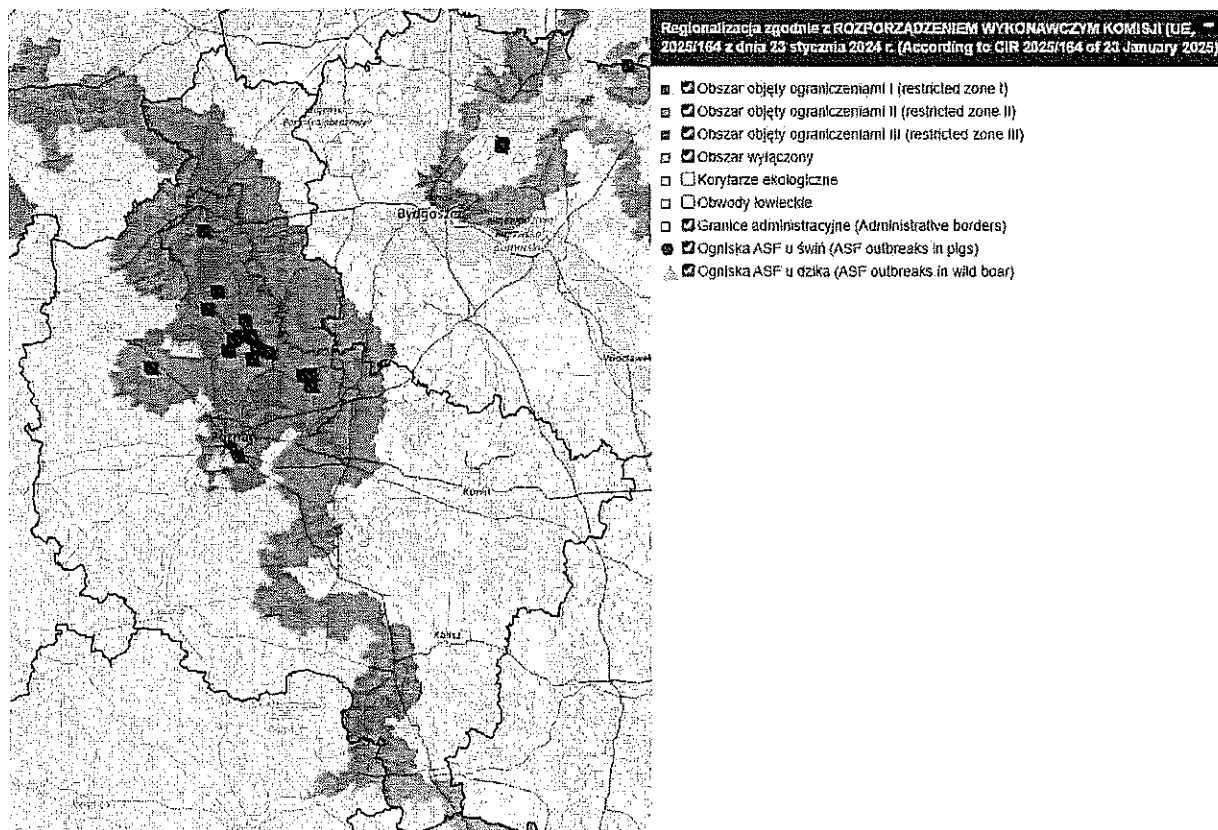 Regionalizacja zgodnie z ROZPORZĄDZENIEM WYKONAWCZYM KOMISJI (UE,
2025/164 z dnia 23 stycznia 2024 r. (According to CIR 2025/164 of 23 January 2025)
Obszar objęty ograniczeniami I (restricted zone I)
Obszar objęty ograniczeniami II (restricted zone II)
Obszar objęty ograniczeniami III (restricted zone III)
Obszar wyłączony
Korytarze ekologiczne
Obwody łowieckie
Granice administracyjne (Administrative borders)
Ogniska ASF u świń (ASF outbreaks in pigs)
Ogniska ASF u dzika (ASF outbreaks in wild boar)
Bydgoszcz
Poznań
Konin
Kalisz